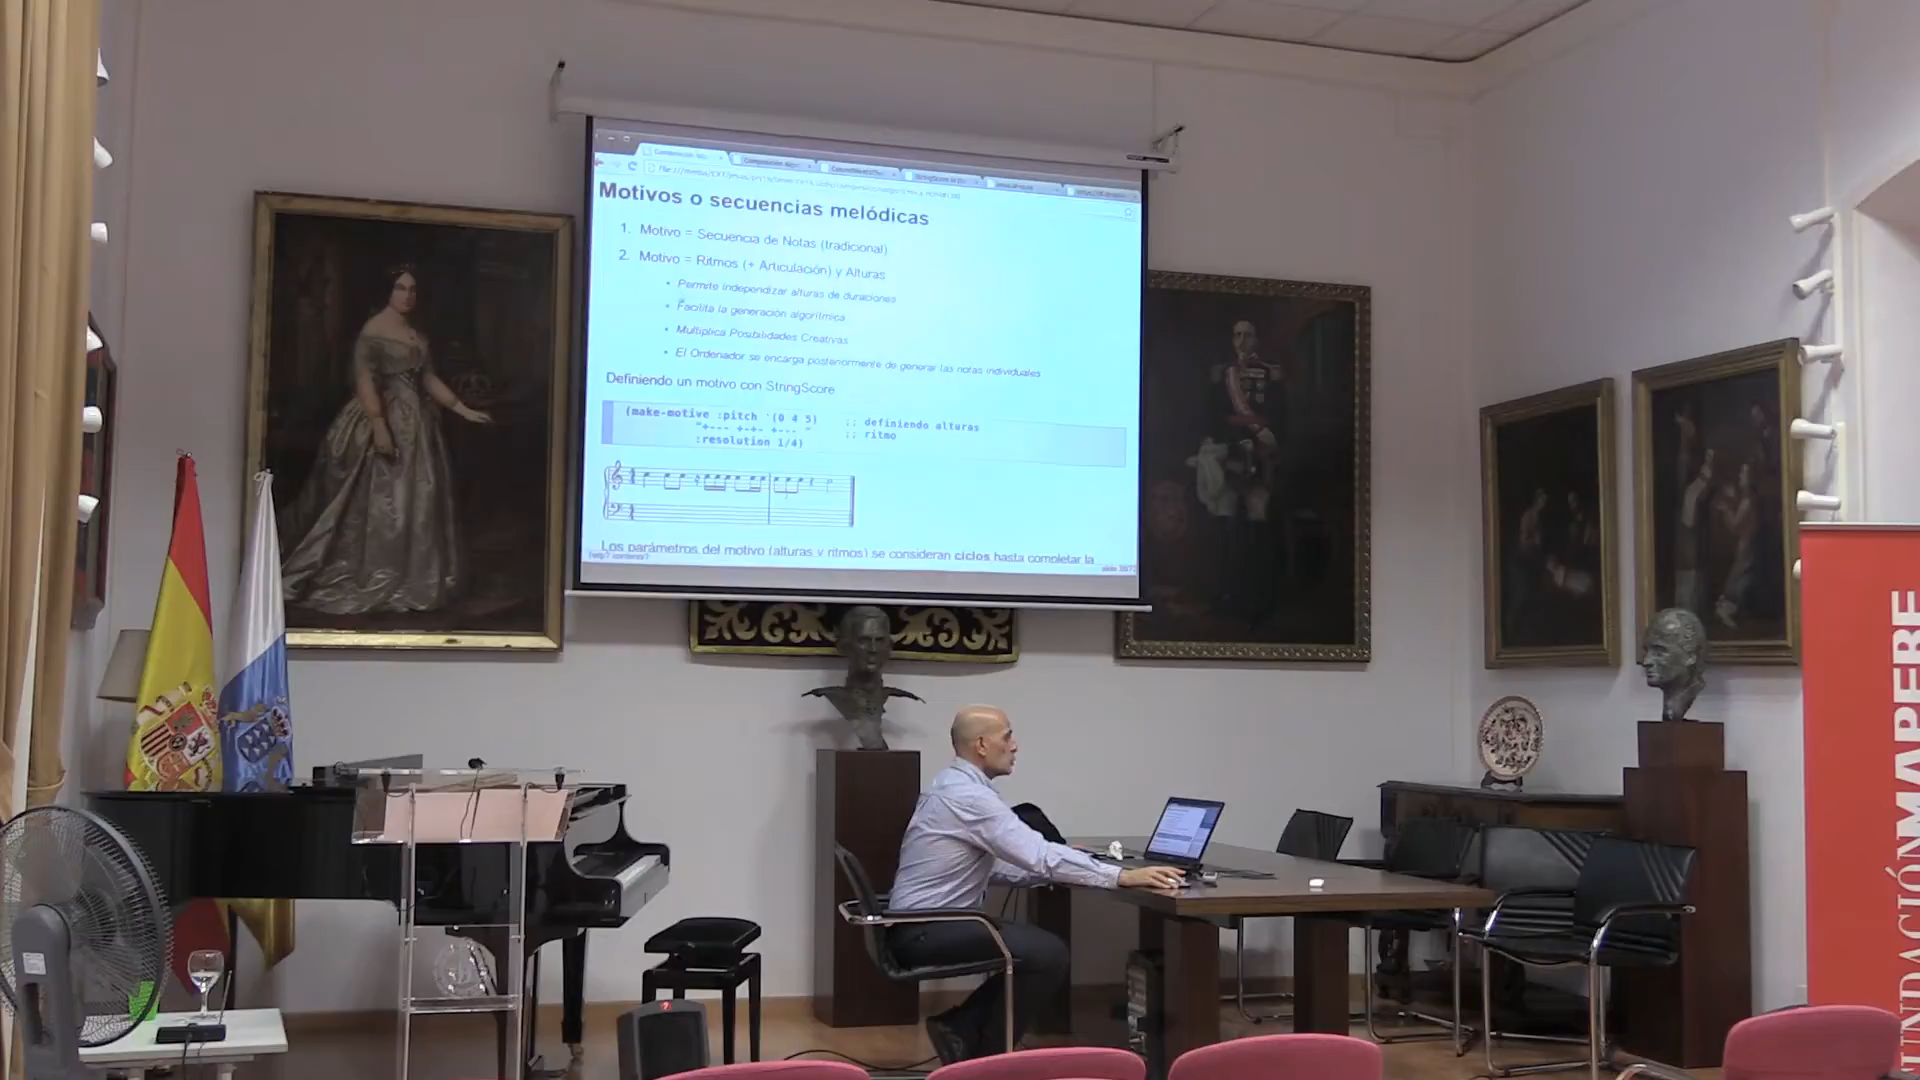 Motivos o secuencias melódicas
1. Motivo = Secuencia de Notas (tradicional)
2. Motivo = Ritmos (+ Articulación) y Alturas
• Permite independizar alturas de duraciones
• Facilita la generación algorítmica
• Multiplica Posibilidades Creativas
• El Ordenador se encarga posteriormente de generar las notas individuales
Definiendo un motivo con StringScore
(make-motive :pitch '(0 4 5) ;; definiendo alturas
"+--- +-+- +--- " ;; ritmo
:resolution 1/4)
Los parámetros del motivo (alturas y ritmos) se consideran ciclos hasta completar la
FUNDACIÓN MAPFRE